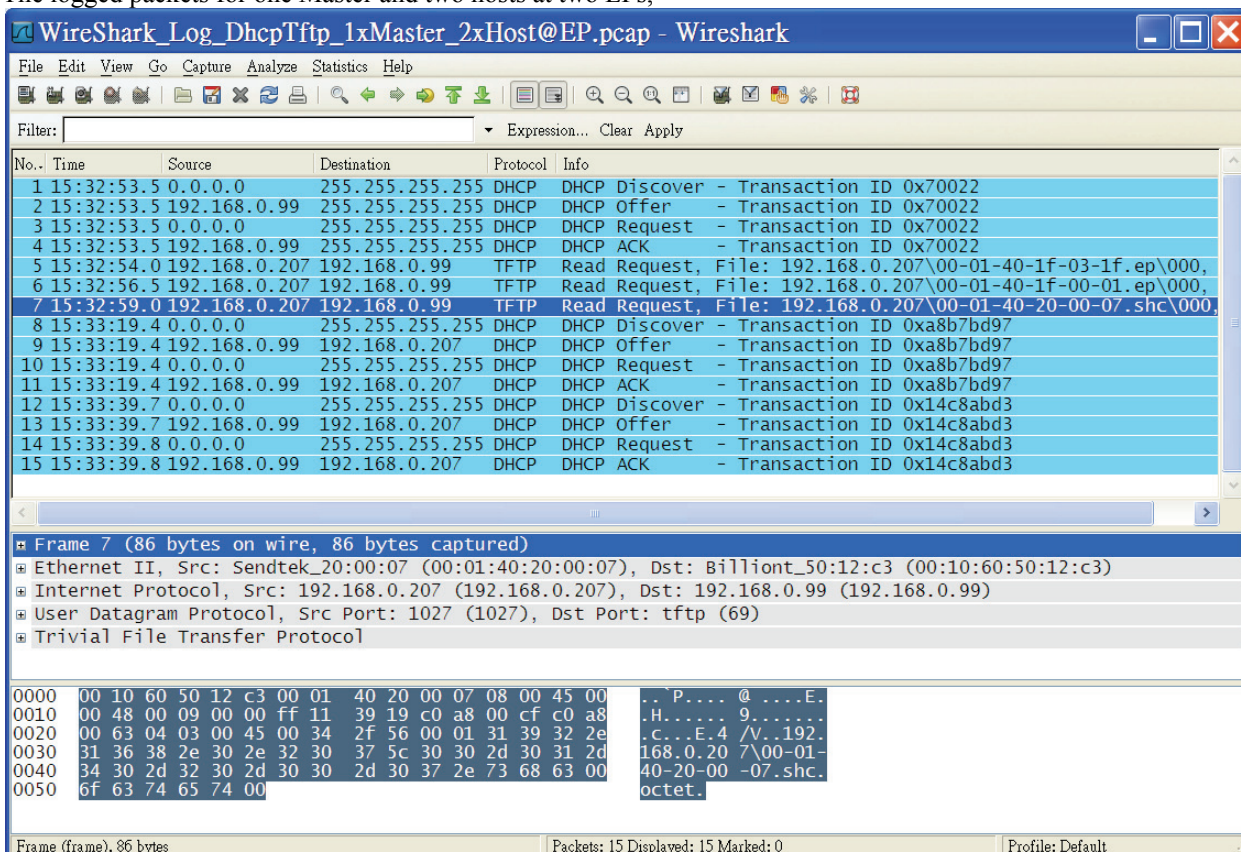 The logged packets for one Master and two hosts at two EPs,
WireShark_Log_DhcpTftp_1xMaster_2xHost@EP.pcap - Wireshark
File Edit View Go Capture Analyze Statistics Help
Filter: Expression... Clear Apply
No.. Time Source Destination Protocol Info
1 15:32:53.5 0.0.0.0 255.255.255.255 DHCP DHCP Discover - Transaction ID 0x70022
2 15:32:53.5 192.168.0.99 255.255.255.255 DHCP DHCP Offer - Transaction ID 0x70022
3 15:32:53.5 0.0.0.0 255.255.255.255 DHCP DHCP Request - Transaction ID 0x70022
4 15:32:53.5 192.168.0.99 255.255.255.255 DHCP DHCP ACK - Transaction ID 0x70022
5 15:32:54.0 192.168.0.207 192.168.0.99 TFTP Read Request, File: 192.168.0.207\00-01-40-1f-03-1f.ep\000,
6 15:32:56.5 192.168.0.207 192.168.0.99 TFTP Read Request, File: 192.168.0.207\00-01-40-1f-00-01.ep\000,
7 15:32:59.0 192.168.0.207 192.168.0.99 TFTP Read Request, File: 192.168.0.207\00-01-40-20-00-07.shc\000,
8 15:33:19.4 0.0.0.0 255.255.255.255 DHCP DHCP Discover - Transaction ID 0xa8b7bd97
9 15:33:19.4 192.168.0.99 192.168.0.207 DHCP DHCP Offer - Transaction ID 0xa8b7bd97
10 15:33:19.4 0.0.0.0 255.255.255.255 DHCP DHCP Request - Transaction ID 0xa8b7bd97
11 15:33:19.4 192.168.0.99 192.168.0.207 DHCP DHCP ACK - Transaction ID 0xa8b7bd97
12 15:33:39.7 0.0.0.0 255.255.255.255 DHCP DHCP Discover - Transaction ID 0x14c8abd3
13 15:33:39.7 192.168.0.99 192.168.0.207 DHCP DHCP Offer - Transaction ID 0x14c8abd3
14 15:33:39.8 0.0.0.0 255.255.255.255 DHCP DHCP Request - Transaction ID 0x14c8abd3
15 15:33:39.8 192.168.0.99 192.168.0.207 DHCP DHCP ACK - Transaction ID 0x14c8abd3
Frame 7 (86 bytes on wire, 86 bytes captured)
Ethernet II, Src: Sendtek_20:00:07 (00:01:40:20:00:07), Dst: Billiont_50:12:c3 (00:10:60:50:12:c3)
Internet Protocol, Src: 192.168.0.207 (192.168.0.207), Dst: 192.168.0.99 (192.168.0.99)
User Datagram Protocol, Src Port: 1027 (1027), Dst Port: tftp (69)
Trivial File Transfer Protocol
0000 00 10 60 50 12 c3 00 01 40 20 00 07 08 00 45 00 ..`P.... @ ....E.
0010 00 48 00 09 00 00 ff 11 39 19 c0 a8 00 cf c0 a8 .H...... 9.......
0020 00 63 04 03 00 45 00 34 2f 56 00 01 31 39 32 2e .c...E.4 /V..192.
0030 31 36 38 2e 30 2e 32 30 37 5c 30 30 2d 30 31 2d 168.0.20 7\00-01-
0040 34 30 2d 32 30 2d 30 30 2d 30 37 2e 73 68 63 00 40-20-00 -07.shc.
0050 6f 63 74 65 74 00 octet.
Frame (frame), 86 bytes Packets: 15 Displayed: 15 Marked: 0 Profile: Default